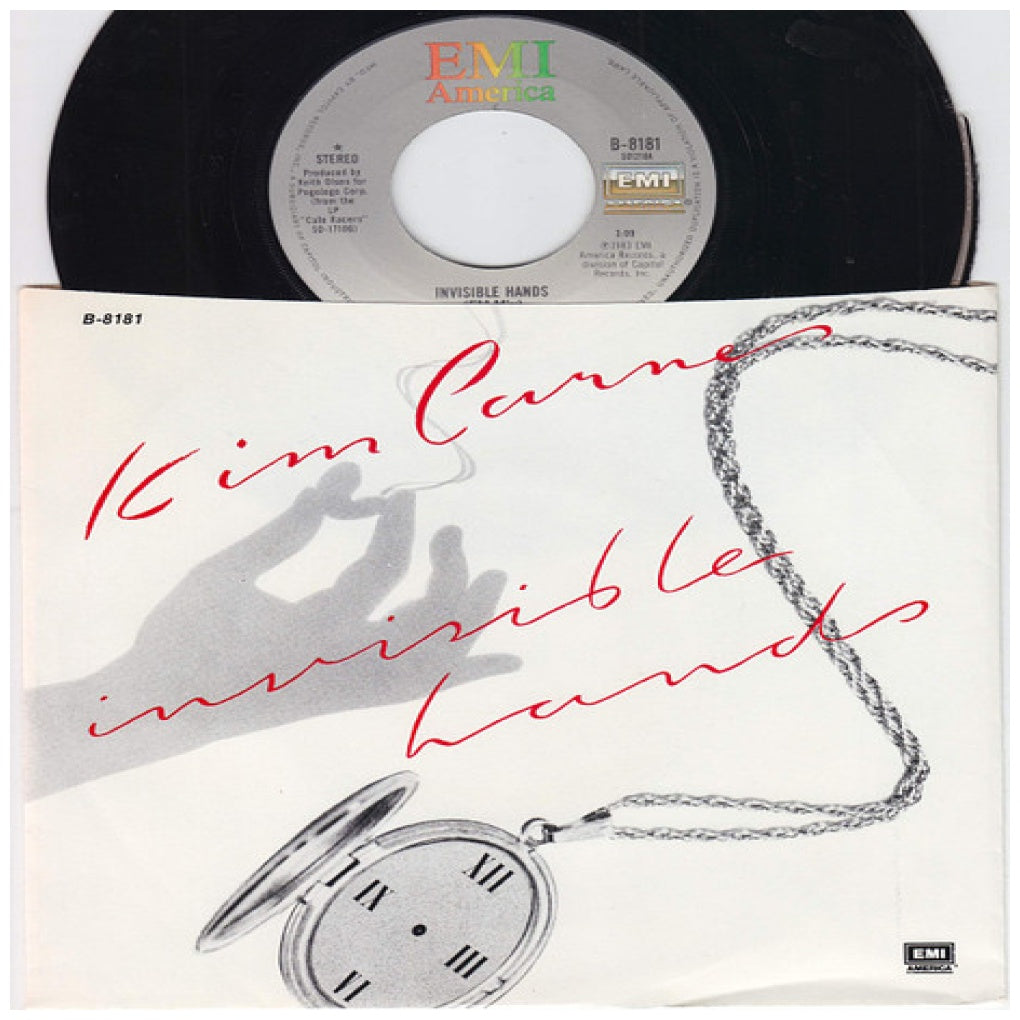 EMI
America
STEREO
Produced by
Keith Olsen for
Pogologo Corp.
(from the
LP
"Cafe Racers"
SO-17106)
B-8181
EMI
AMERICA
3:09
℗ 1983 EMI
America Records, a
division of Capitol
Records, Inc.
INVISIBLE HANDS
B-8181
Kim Carnes
invisible
hands
XII
IX
III
VI
EMI
AMERICA